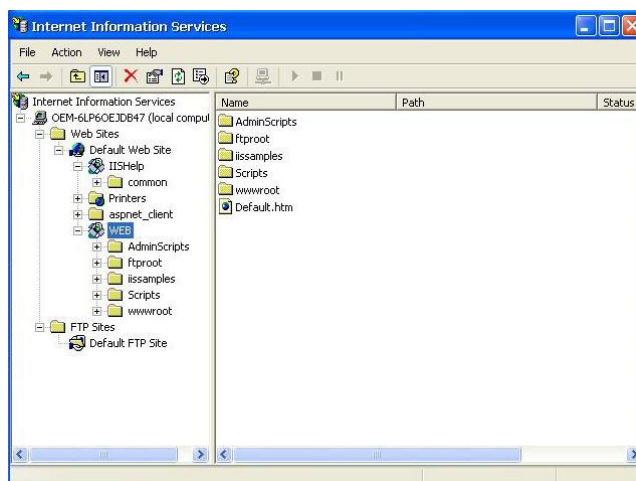 Internet Information Services
File Action View Help
Internet Information Services
OEM-6LP6OEJDB47 (local compul
Web Sites
Default Web Site
IISHelp
common
Printers
aspnet_client
WEB
AdminScripts
ftproot
iissamples
Scripts
wwwroot
FTP Sites
Default FTP Site
Name Path Status
AdminScripts
ftproot
iissamples
Scripts
wwwroot
Default.htm